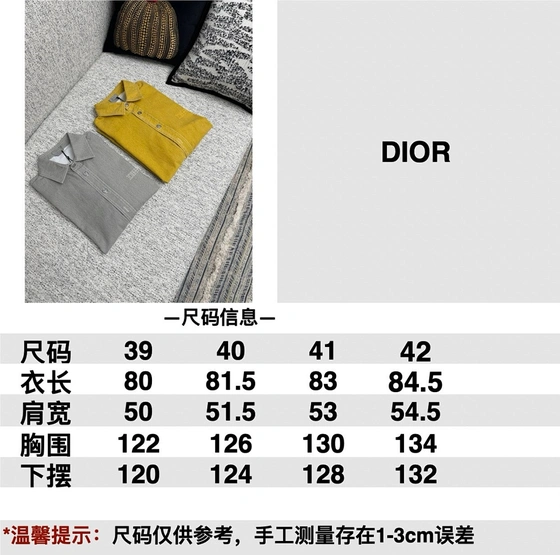 DIOR
—尺码信息—
尺码 39 40 41 42
衣长 80 81.5 83 84.5
肩宽 50 51.5 53 54.5
胸围 122 126 130 134
下摆 120 124 128 132
*温馨提示：尺码仅供参考，手工测量存在1-3cm误差